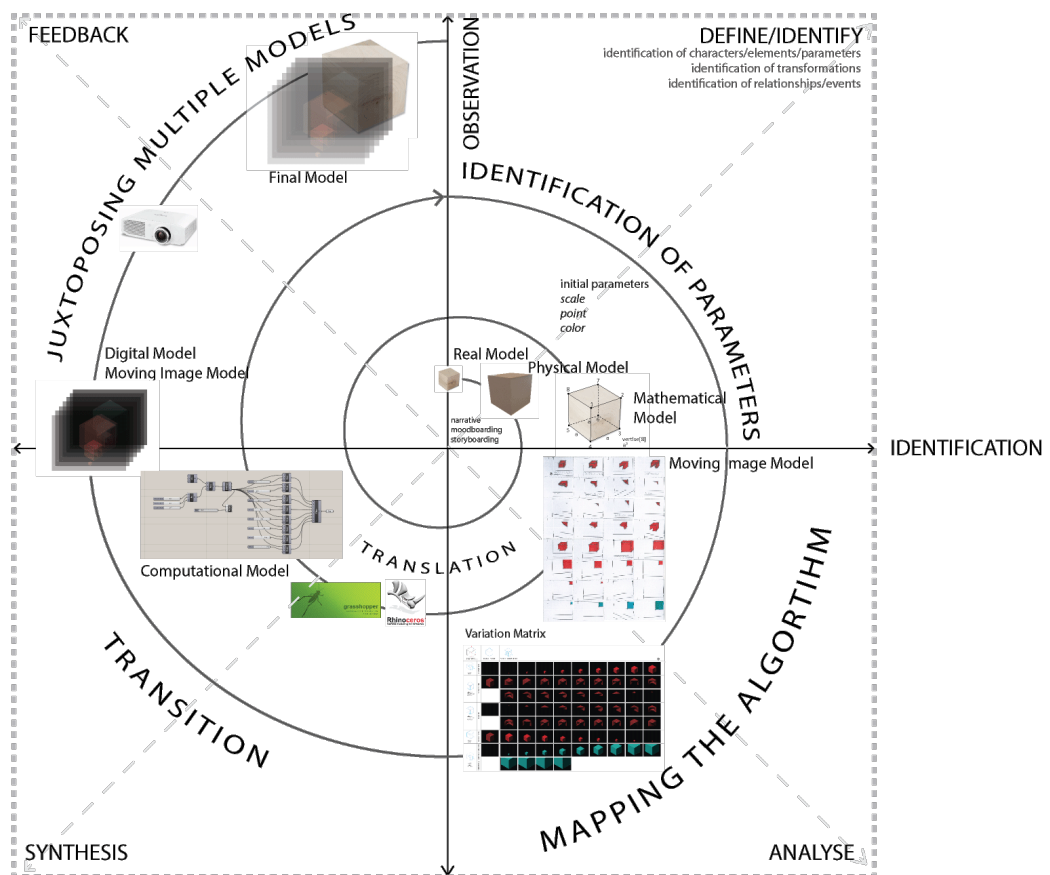 FEEDBACK
DEFINE/IDENTIFY
identification of characters/elements/parameters
identification of transformations
identification of relationships/events
OBSERVATION
JUXTOPOSING MULTIPLE MODELS
Final Model
IDENTIFICATION OF PARAMETERS
initial parameters
scale
point
color
Real Model
Physical Model
Mathematical
Model
narrative
moodboarding
storyboarding
Digital Model
Moving Image Model
IDENTIFICATION
Moving Image Model
TRANSLATION
Computational Model
grasshopper
Rhinoceros
Variation Matrix
TRANSITION
MAPPING THE ALGORTIHM
SYNTHESIS
ANALYSE